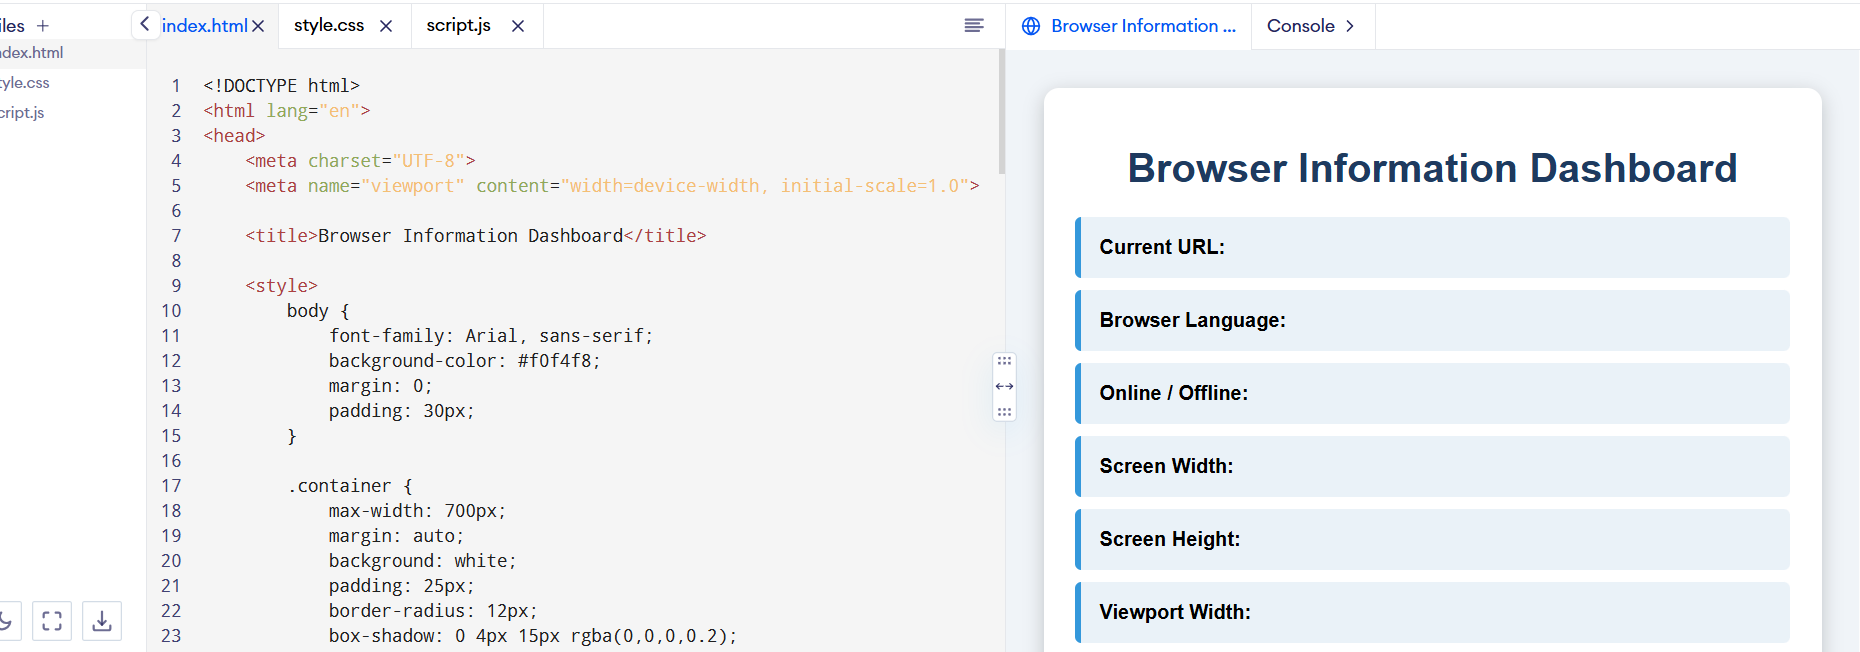 iles +
index.html
style.css
script.js
ndex.html
tyle.css
cript.js
1 <!DOCTYPE html>
2 <html lang="en">
3 <head>
4 <meta charset="UTF-8">
5 <meta name="viewport" content="width=device-width, initial-scale=1.0">
6
7 <title>Browser Information Dashboard</title>
8
9 <style>
10 body {
11 font-family: Arial, sans-serif;
12 background-color: #f0f4f8;
13 margin: 0;
14 padding: 30px;
15 }
16
17 .container {
18 max-width: 700px;
19 margin: auto;
20 background: white;
21 padding: 25px;
22 border-radius: 12px;
23 box-shadow: 0 4px 15px rgba(0,0,0,0.2);
Browser Information ...
Console
Browser Information Dashboard
Current URL:
Browser Language:
Online / Offline:
Screen Width:
Screen Height:
Viewport Width: